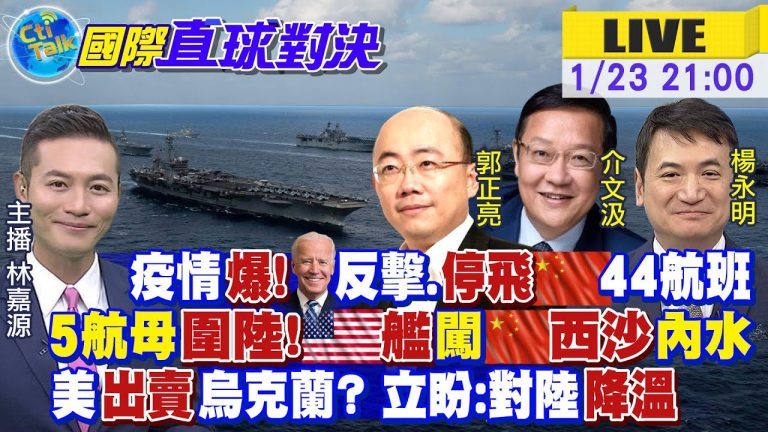 Cti Talk
國際直球對決
LIVE
1/23 21:00
主播 林嘉源
郭正亮
介文汲
楊永明
疫情爆! 反擊.停飛 44航班
5航母圍陸! 艦闖 西沙內水
美出賣烏克蘭? 立盼:對陸降溫